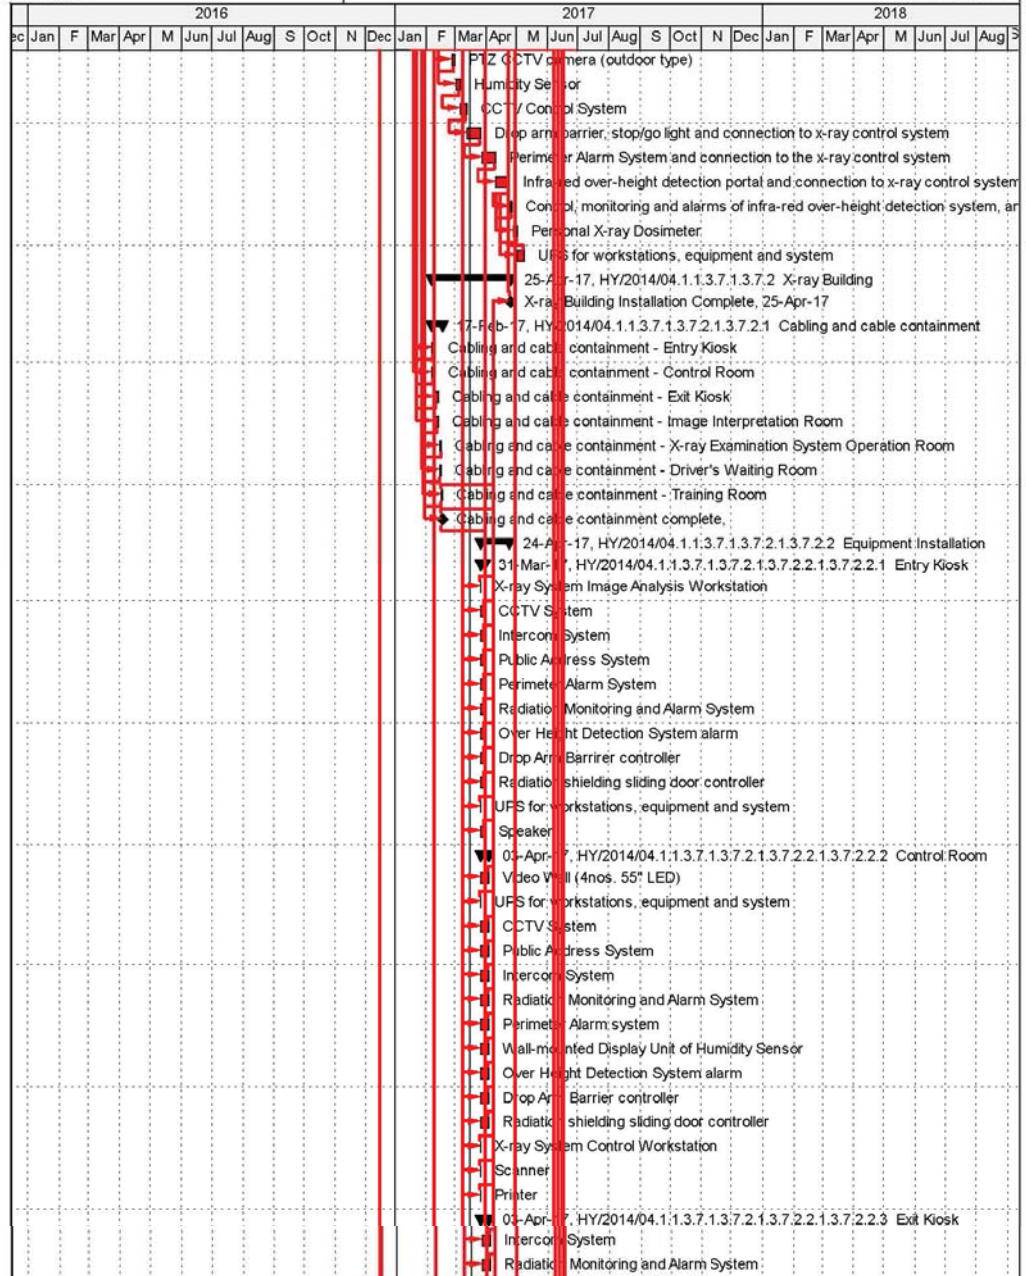 2016 2017 2018
ec Jan F Mar Apr M Jun Jul Aug S Oct N Dec Jan F Mar Apr M Jun Jul Aug S Oct N Dec Jan F Mar Apr M Jun Jul Aug S
PTZ CCTV camera (outdoor type)
Humidity Sensor
CCTV Control System
Drop arm barrier, stop/go light and connection to x-ray control system
Perimeter Alarm System and connection to the x-ray control system
Infra-red over-height detection portal and connection to x-ray control system
Control, monitoring and alarms of infra-red over-height detection system, an
Personal X-ray Dosimeter
UPS for workstations, equipment and system
25-Apr-17, HY/2014/04.1.1.3.7.1.3.7.2 X-ray Building
X-ray Building Installation Complete, 25-Apr-17
17-Feb-17, HY/2014/04.1.1.3.7.1.3.7.2.1.3.7.2.1 Cabling and cable containment
Cabling and cable containment - Entry Kiosk
Cabling and cable containment - Control Room
Cabling and cable containment - Exit Kiosk
Cabling and cable containment - Image Interpretation Room
Cabling and cable containment - X-ray Examination System Operation Room
Cabling and cable containment - Driver's Waiting Room
Cabling and cable containment - Training Room
Cabling and cable containment complete,
24-Apr-17, HY/2014/04.1.1.3.7.1.3.7.2.1.3.7.2.2 Equipment Installation
31-Mar-17, HY/2014/04.1.1.3.7.1.3.7.2.1.3.7.2.2.1.3.7.2.2.1 Entry Kiosk
X-ray System Image Analysis Workstation
CCTV System
Intercom System
Public Address System
Perimeter Alarm System
Radiation Monitoring and Alarm System
Over Height Detection System alarm
Drop Arm Barrirer controller
Radiation shielding sliding door controller
UPS for workstations, equipment and system
Speaker
03-Apr-17, HY/2014/04.1.1.3.7.1.3.7.2.1.3.7.2.2.1.3.7.2.2.2 Control Room
Video Wall (4nos. 55" LED)
UPS for workstations, equipment and system
CCTV System
Public Address System
Intercom System
Radiation Monitoring and Alarm System
Perimeter Alarm system
Wall-mounted Display Unit of Humidity Sensor
Over Height Detection System alarm
Drop Arm Barrier controller
Radiation shielding sliding door controller
X-ray System Control Workstation
Scanner
Printer
03-Apr-17, HY/2014/04.1.1.3.7.1.3.7.2.1.3.7.2.2.1.3.7.2.2.3 Exit Kiosk
Intercom System
Radiation Monitoring and Alarm System